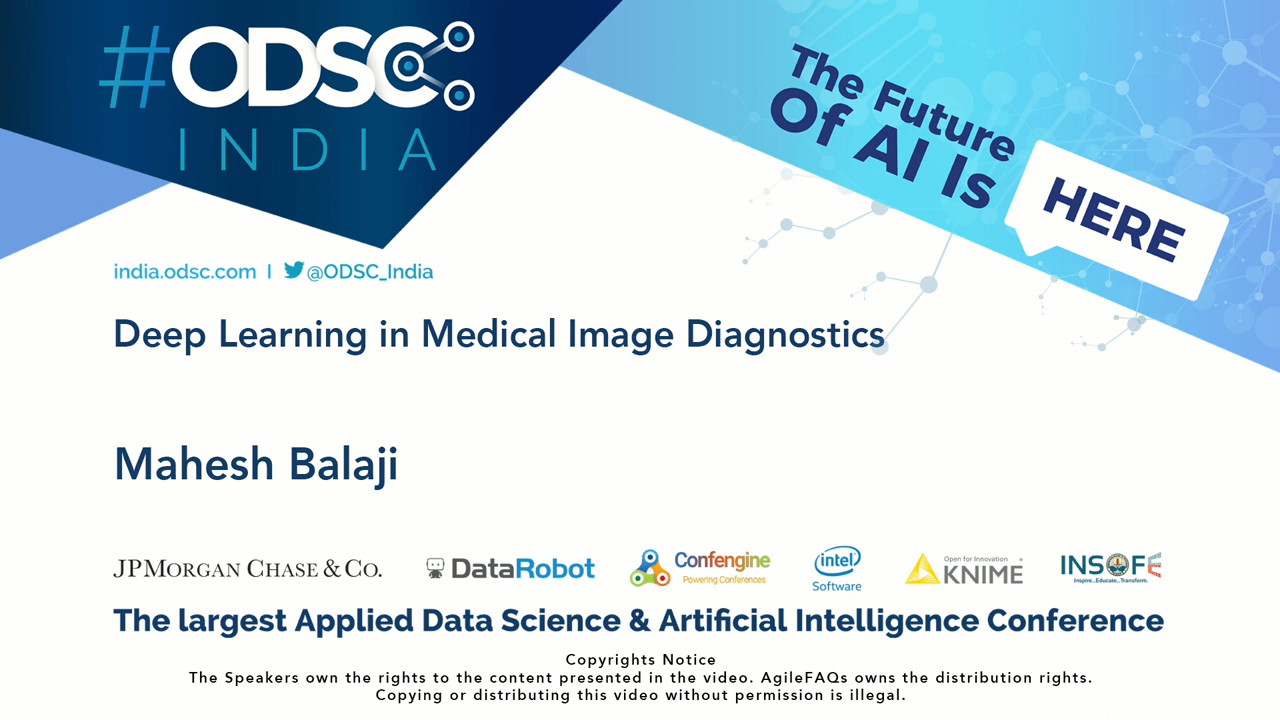 #ODSC
INDIA
The Future
Of AI Is
HERE
india.odsc.com I @ODSC_India
Deep Learning in Medical Image Diagnostics
Mahesh Balaji
JPMORGAN CHASE & CO.
DataRobot
Confengine
Powering Conferences
intel
Software
Open for Innovation
KNIME
INSOFE
Inspire...Educate...Transform.
The largest Applied Data Science & Artificial Intelligence Conference
Copyrights Notice
The Speakers own the rights to the content presented in the video. AgileFAQs owns the distribution rights.
Copying or distributing this video without permission is illegal.